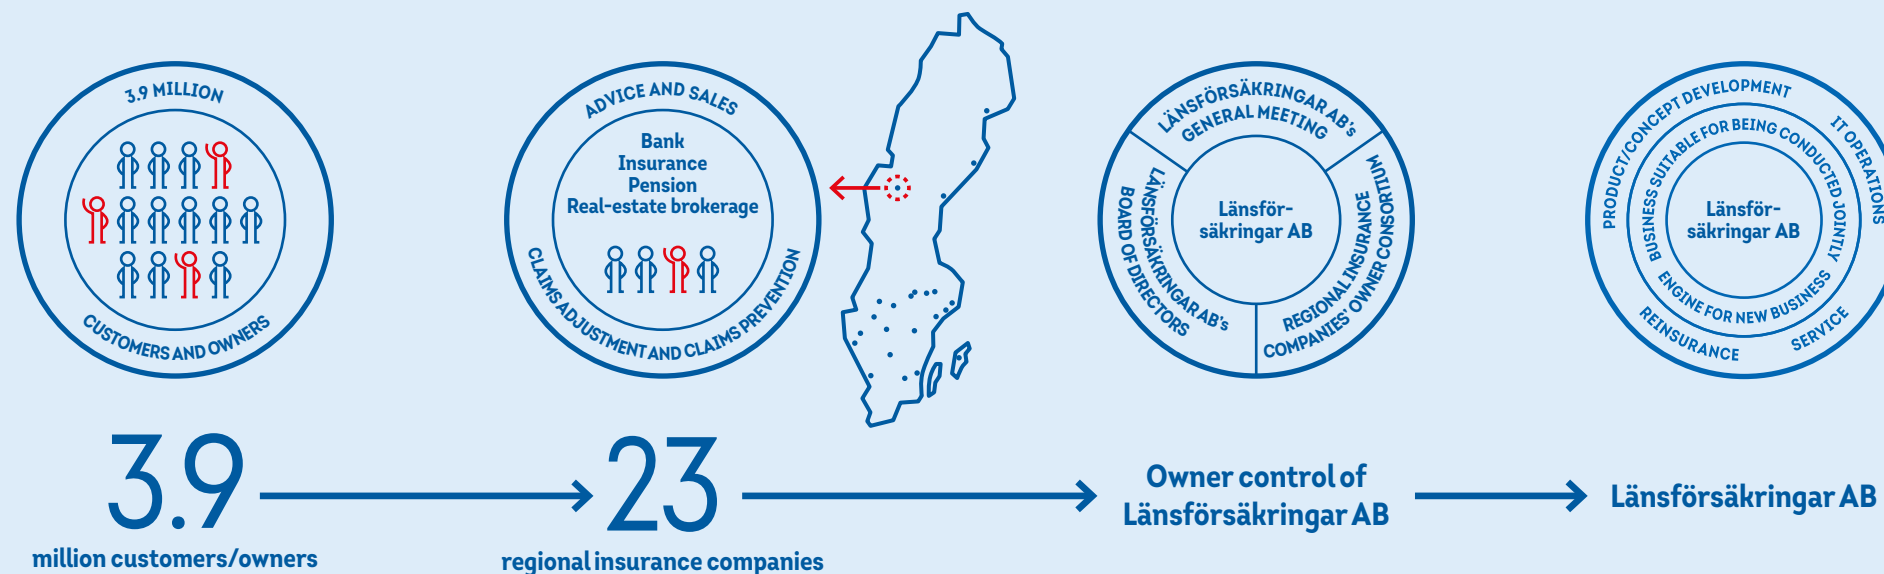 3.9 MILLION
CUSTOMERS AND OWNERS
ADVICE AND SALES
Bank
Insurance
Pension
Real-estate brokerage
CLAIMS ADJUSTMENT AND CLAIMS PREVENTION
LÄNSFÖRSÄKRINGAR AB's
GENERAL MEETING
LÄNSFÖRSÄKRINGAR AB's
BOARD OF DIRECTORS
Länsför-
säkringar AB
REGIONAL INSURANCE
COMPANIES' OWNER CONSORTIUM
PRODUCT/CONCEPT DEVELOPMENT
IT OPERATIONS
BUSINESS SUITABLE FOR BEING CONDUCTED JOINTLY
Länsför-
säkringar AB
ENGINE FOR NEW BUSINESS
REINSURANCE
SERVICE
3.9
million customers/owners
23
regional insurance companies
Owner control of
Länsförsäkringar AB
Länsförsäkringar AB